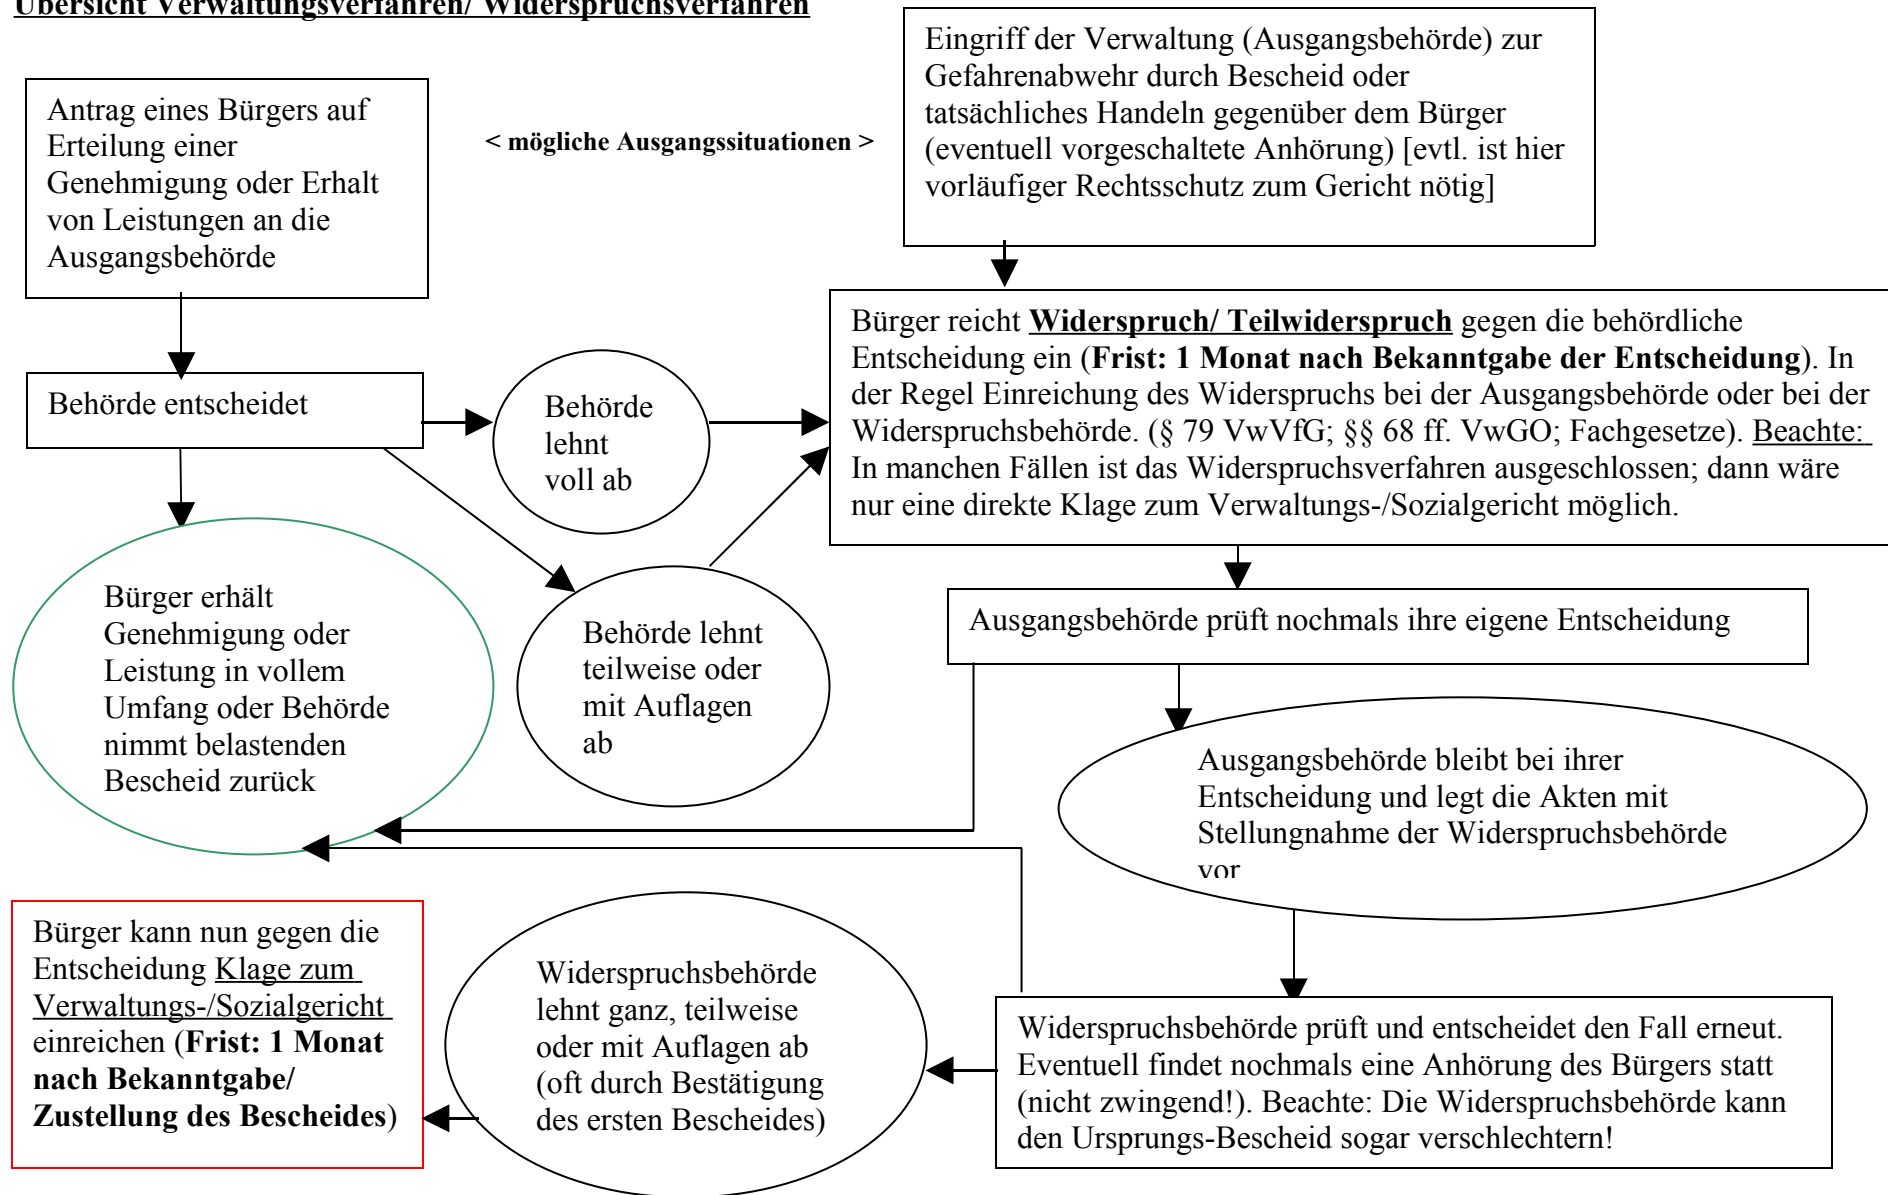 Übersicht Verwaltungsverfahren/ Widerspruchsverfahren
Antrag eines Bürgers auf
Erteilung einer
Genehmigung oder Erhalt
von Leistungen an die
Ausgangsbehörde
< mögliche Ausgangssituationen >
Eingriff der Verwaltung (Ausgangsbehörde) zur
Gefahrenabwehr durch Bescheid oder
tatsächliches Handeln gegenüber dem Bürger
(eventuell vorgeschaltete Anhörung) [evtl. ist hier
vorläufiger Rechtsschutz zum Gericht nötig]
Behörde entscheidet
Behörde
lehnt
voll ab
Bürger reicht Widerspruch/ Teilwiderspruch gegen die behördliche
Entscheidung ein (Frist: 1 Monat nach Bekanntgabe der Entscheidung). In
der Regel Einreichung des Widerspruchs bei der Ausgangsbehörde oder bei der
Widerspruchsbehörde. (§ 79 VwVfG; §§ 68 ff. VwGO; Fachgesetze). Beachte:
In manchen Fällen ist das Widerspruchsverfahren ausgeschlossen; dann wäre
nur eine direkte Klage zum Verwaltungs-/Sozialgericht möglich.
Bürger erhält
Genehmigung oder
Leistung in vollem
Umfang oder Behörde
nimmt belastenden
Bescheid zurück
Behörde lehnt
teilweise oder
mit Auflagen
ab
Ausgangsbehörde prüft nochmals ihre eigene Entscheidung
Ausgangsbehörde bleibt bei ihrer
Entscheidung und legt die Akten mit
Stellungnahme der Widerspruchsbehörde
vor
Bürger kann nun gegen die
Entscheidung Klage zum
Verwaltungs-/Sozialgericht
einreichen (Frist: 1 Monat
nach Bekanntgabe/
Zustellung des Bescheides)
Widerspruchsbehörde
lehnt ganz, teilweise
oder mit Auflagen ab
(oft durch Bestätigung
des ersten Bescheides)
Widerspruchsbehörde prüft und entscheidet den Fall erneut.
Eventuell findet nochmals eine Anhörung des Bürgers statt
(nicht zwingend!). Beachte: Die Widerspruchsbehörde kann
den Ursprungs-Bescheid sogar verschlechtern!